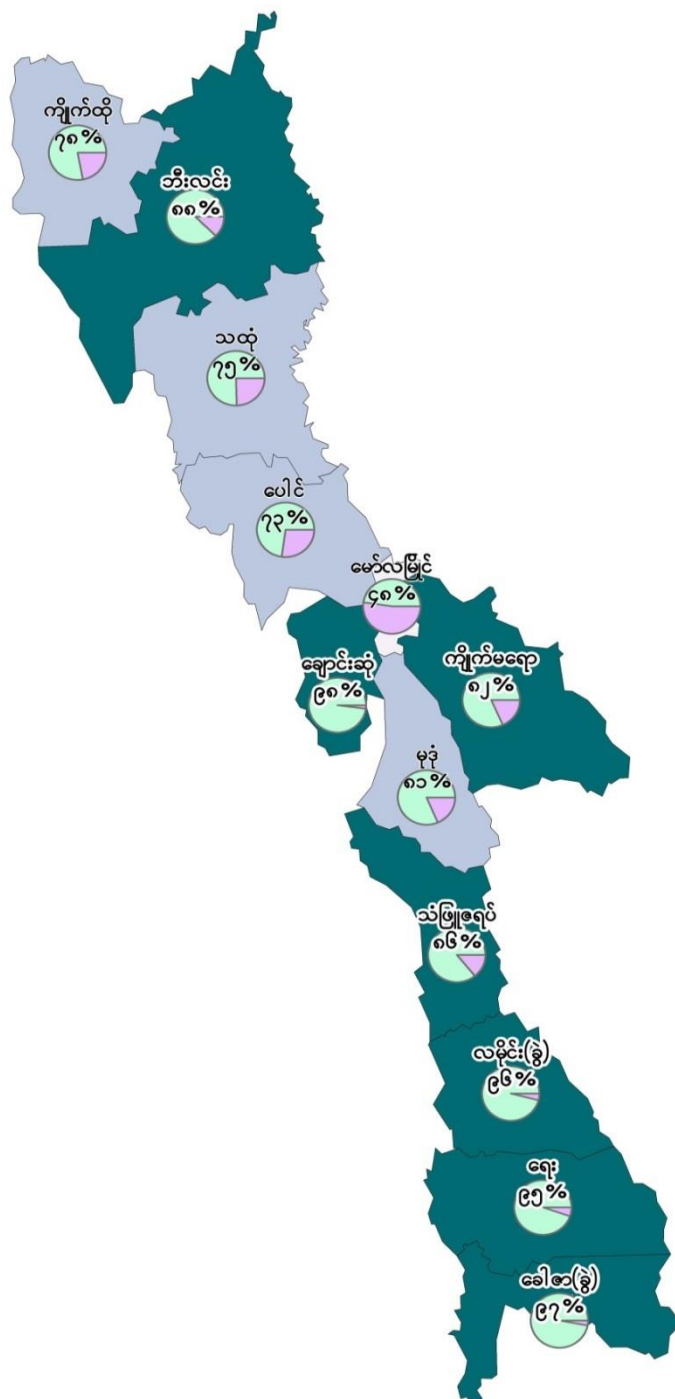 ကျိုက်ထို
၇၈%
ဘီးလင်း
၈၈%
သထုံ
၇၅%
ပေါင်
၇၃%
မော်လမြိုင်
၄၈%
ချောင်းဆုံ
၉၈%
ကျိုက်မရော
၈၂%
မုဒုံ
၈၁%
သံဖြူဇရပ်
၈၆%
လမိုင်း(ခွဲ)
၉၆%
ရေး
၉၅%
ခေါဇာ(ခွဲ)
၉၇%